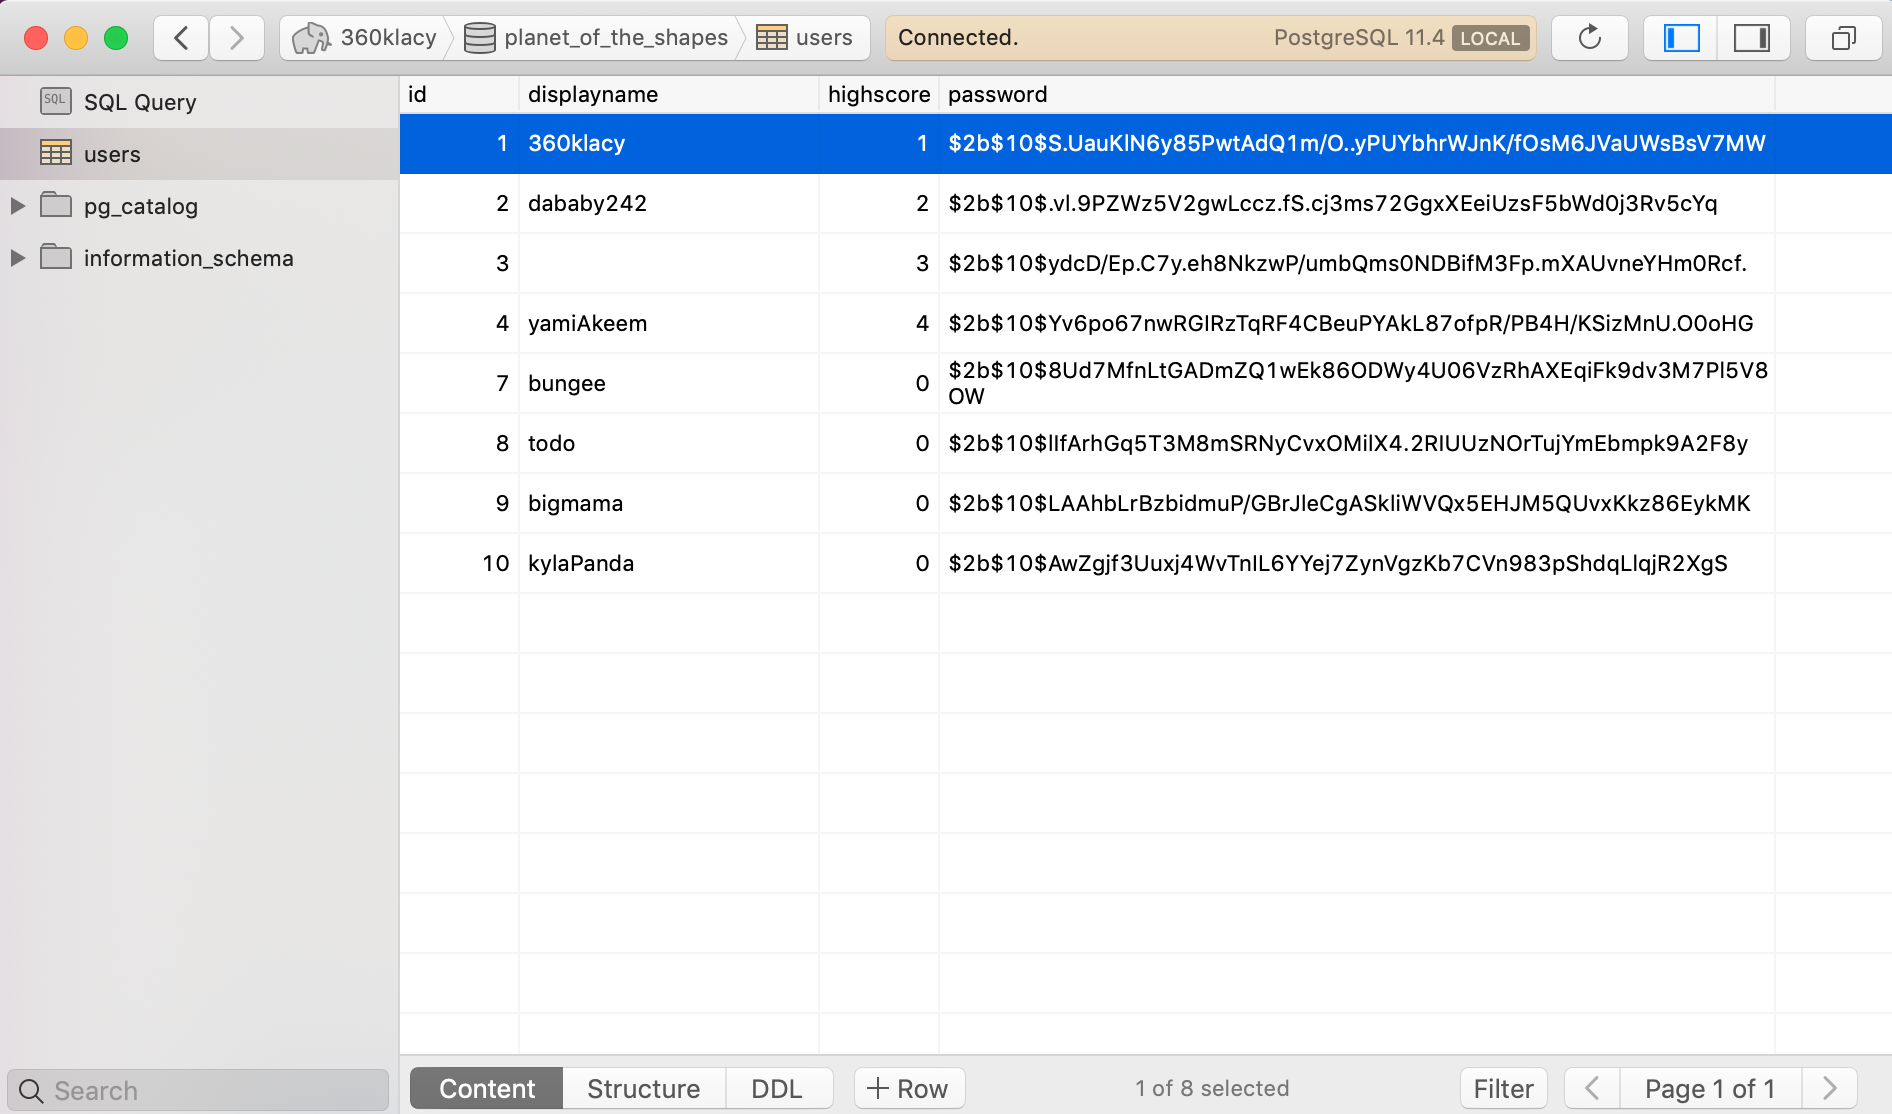 360klacy planet_of_the_shapes users Connected. PostgreSQL 11.4 LOCAL
SQL SQL Query
users
pg_catalog
information_schema
id displayname highscore password
1 360klacy 1 $2b$10$S.UauKlN6y85PwtAdQ1m/O..yPUYbhrWJnK/fOsM6JVaUWsBsV7MW
2 dababy242 2 $2b$10$.vl.9PZWz5V2gwLccz.fS.cj3ms72GgxXEeiUzsF5bWd0j3Rv5cYq
3 3 $2b$10$ydcD/Ep.C7y.eh8NkzwP/umbQms0NDBifM3Fp.mXAUvneYHm0Rcf.
4 yamiAkeem 4 $2b$10$Yv6po67nwRGIRzTqRF4CBeuPYAkL87ofpR/PB4H/KSizMnU.O0oHG
7 bungee 0 $2b$10$8Ud7MfnLtGADmZQ1wEk86ODWy4U06VzRhAXEqiFk9dv3M7Pl5V8
OW
8 todo 0 $2b$10$lIfArhGq5T3M8mSRNyCvxOMilX4.2RIUUzNOrTujYmEbmpk9A2F8y
9 bigmama 0 $2b$10$LAAhbLrBzbidmuP/GBrJleCgASkliWVQx5EHJM5QUvxKkz86EykMK
10 kylaPanda 0 $2b$10$AwZgjf3Uuxj4WvTnIL6YYej7ZynVgzKb7CVn983pShdqLlqjR2XgS
Search Content Structure DDL + Row 1 of 8 selected Filter Page 1 of 1